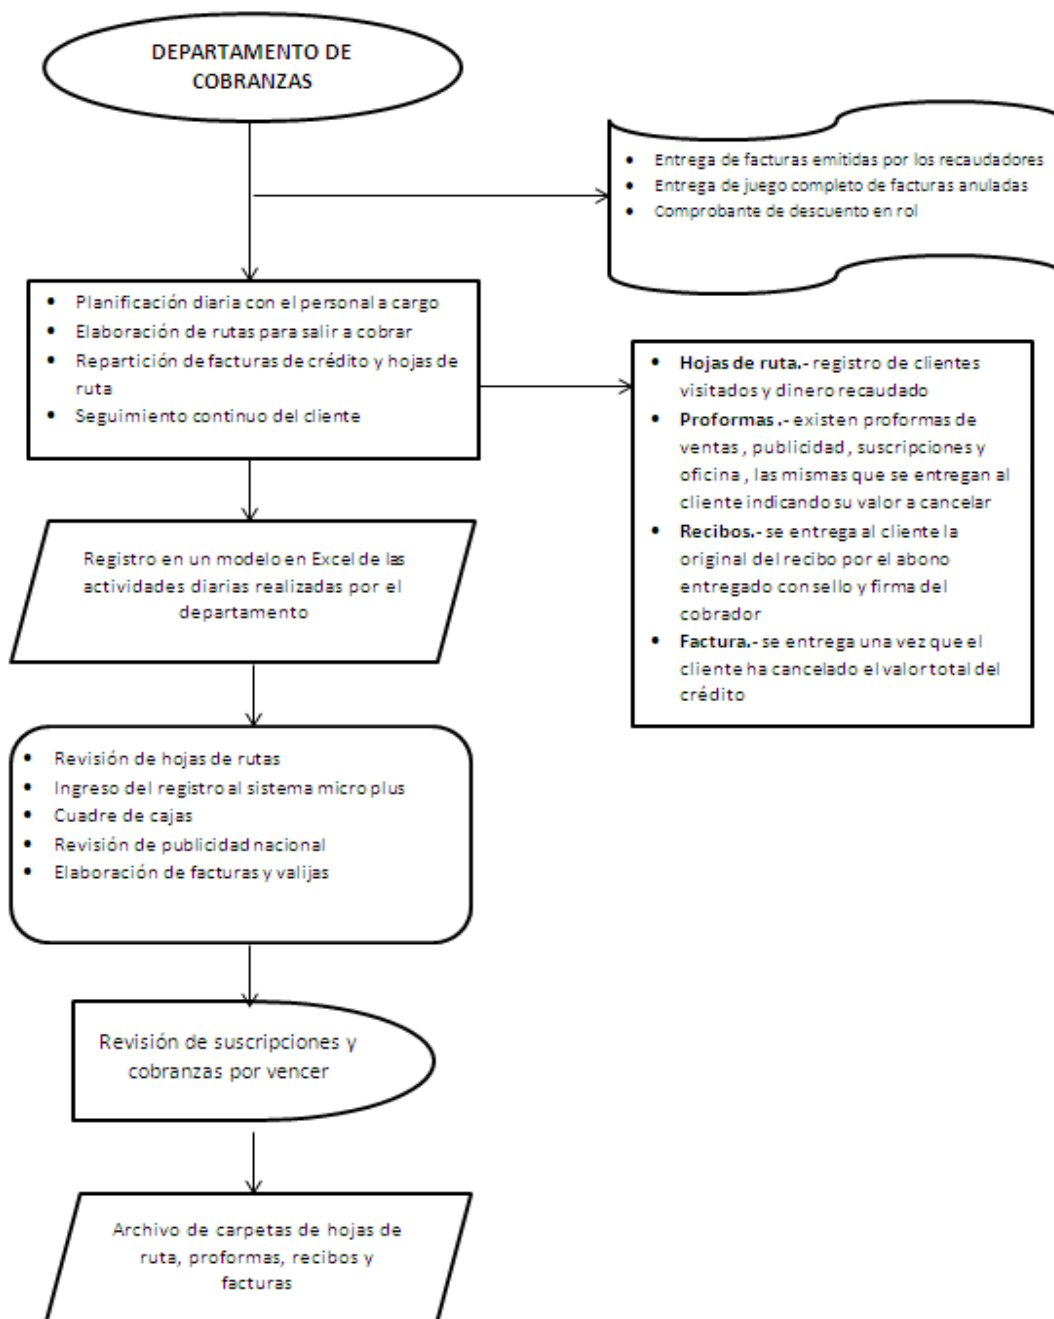 DEPARTAMENTO DE
COBRANZAS
• Entrega de facturas emitidas por los recaudadores
• Entrega de juego completo de facturas anuladas
• Comprobante de descuento en rol
• Planificación diaria con el personal a cargo
• Elaboración de rutas para salir a cobrar
• Repartición de facturas de crédito y hojas de
ruta
• Seguimiento continuo del cliente
• Hojas de ruta.- registro de clientes
visitados y dinero recaudado
• Proformas .- existen proformas de
ventas , publicidad , suscripciones y
oficina , las mismas que se entregan al
cliente indicando su valor a cancelar
• Recibos.- se entrega al cliente la
original del recibo por el abono
entregado con sello y firma del
cobrador
• Factura.- se entrega una vez que el
cliente ha cancelado el valor total del
crédito
Registro en un modelo en Excel de las
actividades diarias realizadas por el
departamento
• Revisión de hojas de rutas
• Ingreso del registro al sistema micro plus
• Cuadre de cajas
• Revisión de publicidad nacional
• Elaboración de facturas y valijas
Revisión de suscripciones y
cobranzas por vencer
Archivo de carpetas de hojas de
ruta, proformas, recibos y
facturas